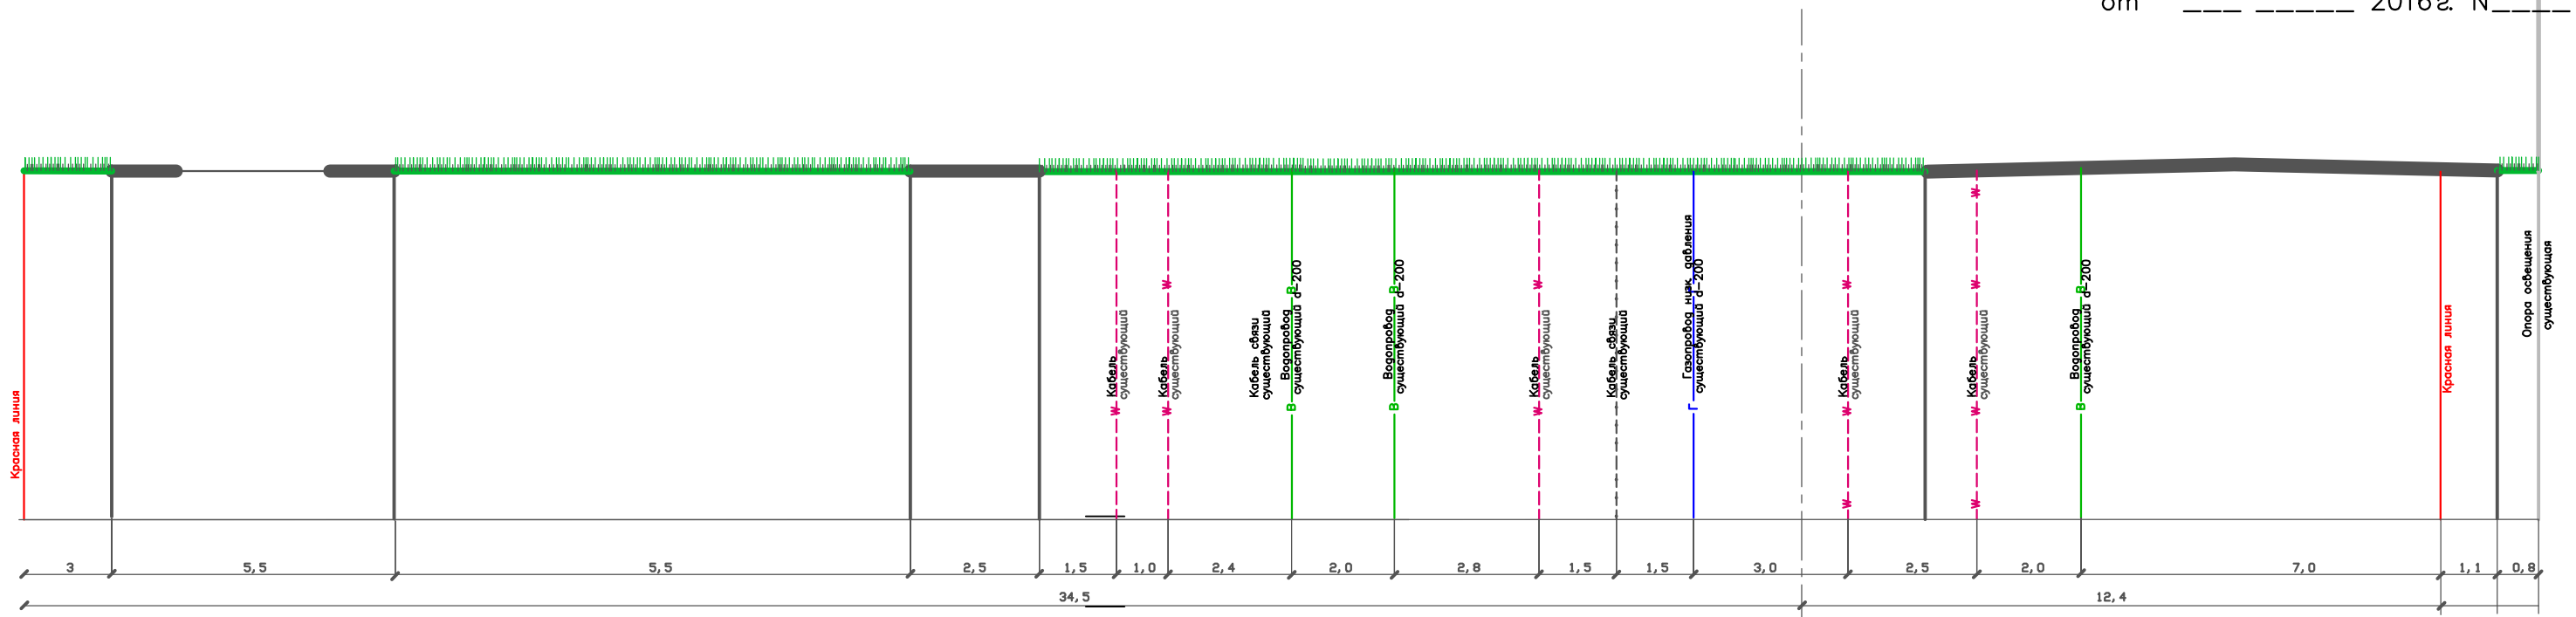 от ___ _____ 2016г. N____
Красная линия
Кабель
существующий
Кабель
существующий
Кабель связи
существующий
Водопровод
существующий d-200
Водопровод
существующий d-200
Кабель
существующий
Кабель связи
существующий
Газопровод низк. давления
существующий d-200
Кабель
существующий
Кабель
существующий
Водопровод
существующий d-200
Красная линия
Опора освещения
существующая
W
W W
В В
В В
W W
Г
W W W
W W W W
В В
3 5,5 5,5 2,5 1,5 1,0 2,4 2,0 2,8 1,5 1,5 3,0 2,5 2,0 7,0 1,1 0,8
34,5 12,4